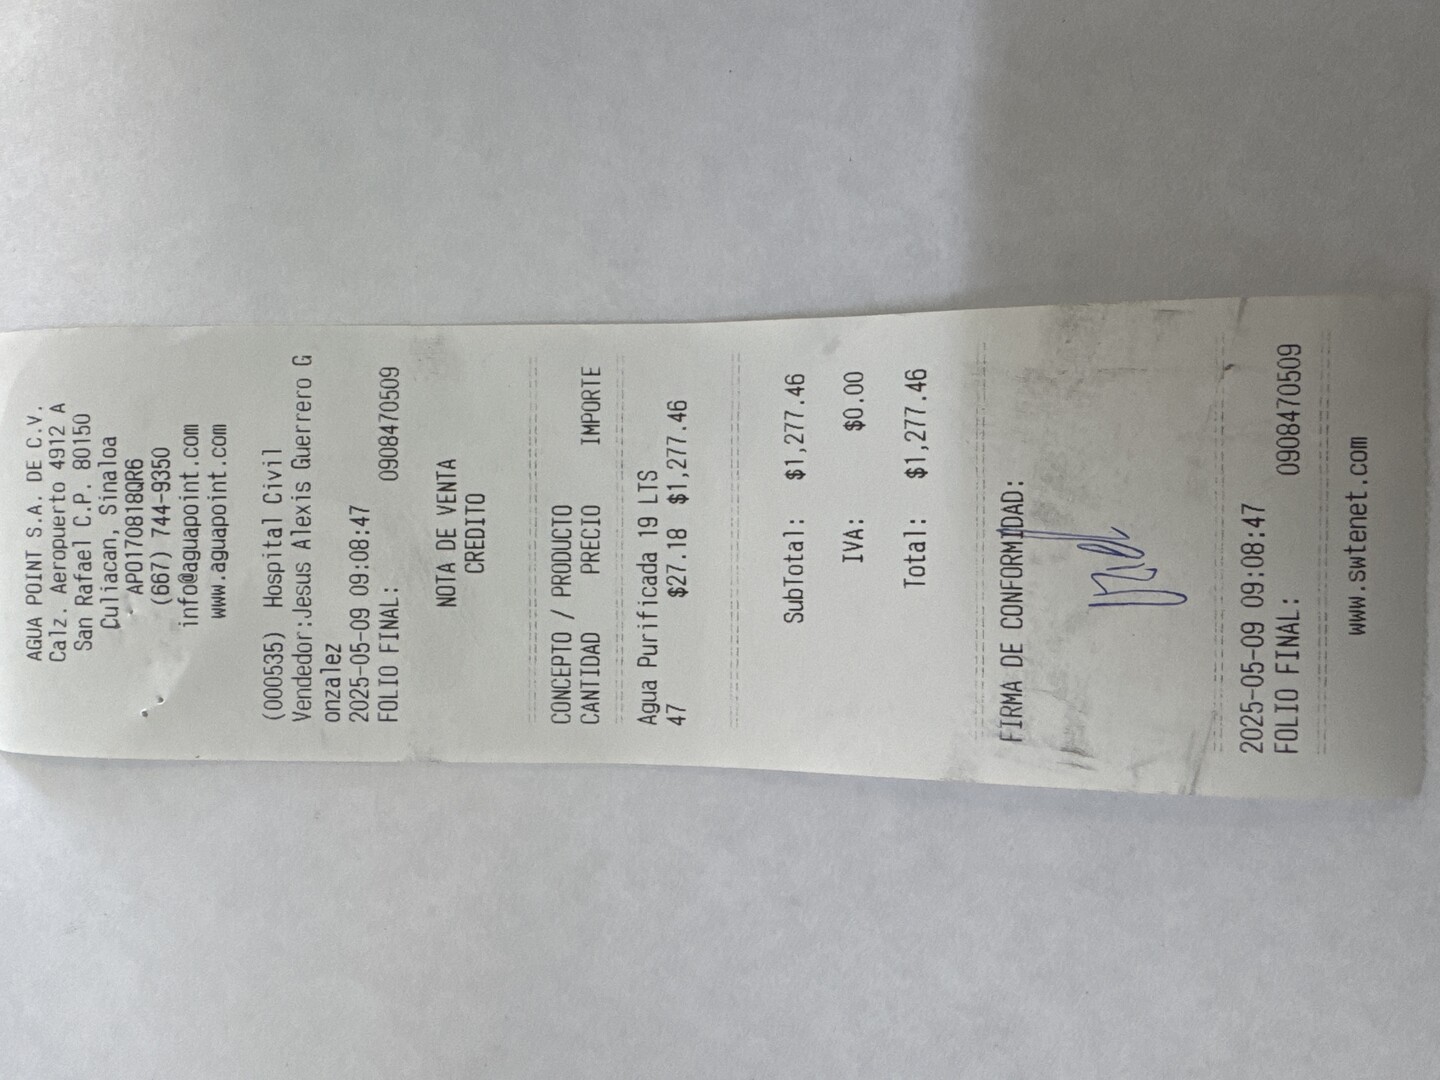 AGUA POINT S.A. DE C.V.
Calz. Aeropuerto 4912 A
San Rafael C.P. 80150
Culiacan, Sinaloa
APO170818QR6
(667) 744-9350
info@aguapoint.com
www.aguapoint.com
(000535) Hospital Civil
Vendedor:Jesus Alexis Guerrero G
onzalez
2025-05-09 09:08:47
FOLIO FINAL: 0908470509
NOTA DE VENTA
CREDITO
CONCEPTO / PRODUCTO
CANTIDAD PRECIO IMPORTE
Agua Purificada 19 LTS
47 $27.18 $1,277.46
SubTotal: $1,277.46
IVA: $0.00
Total: $1,277.46
FIRMA DE CONFORMIDAD:
2025-05-09 09:08:47
FOLIO FINAL: 0908470509
www.swtenet.com